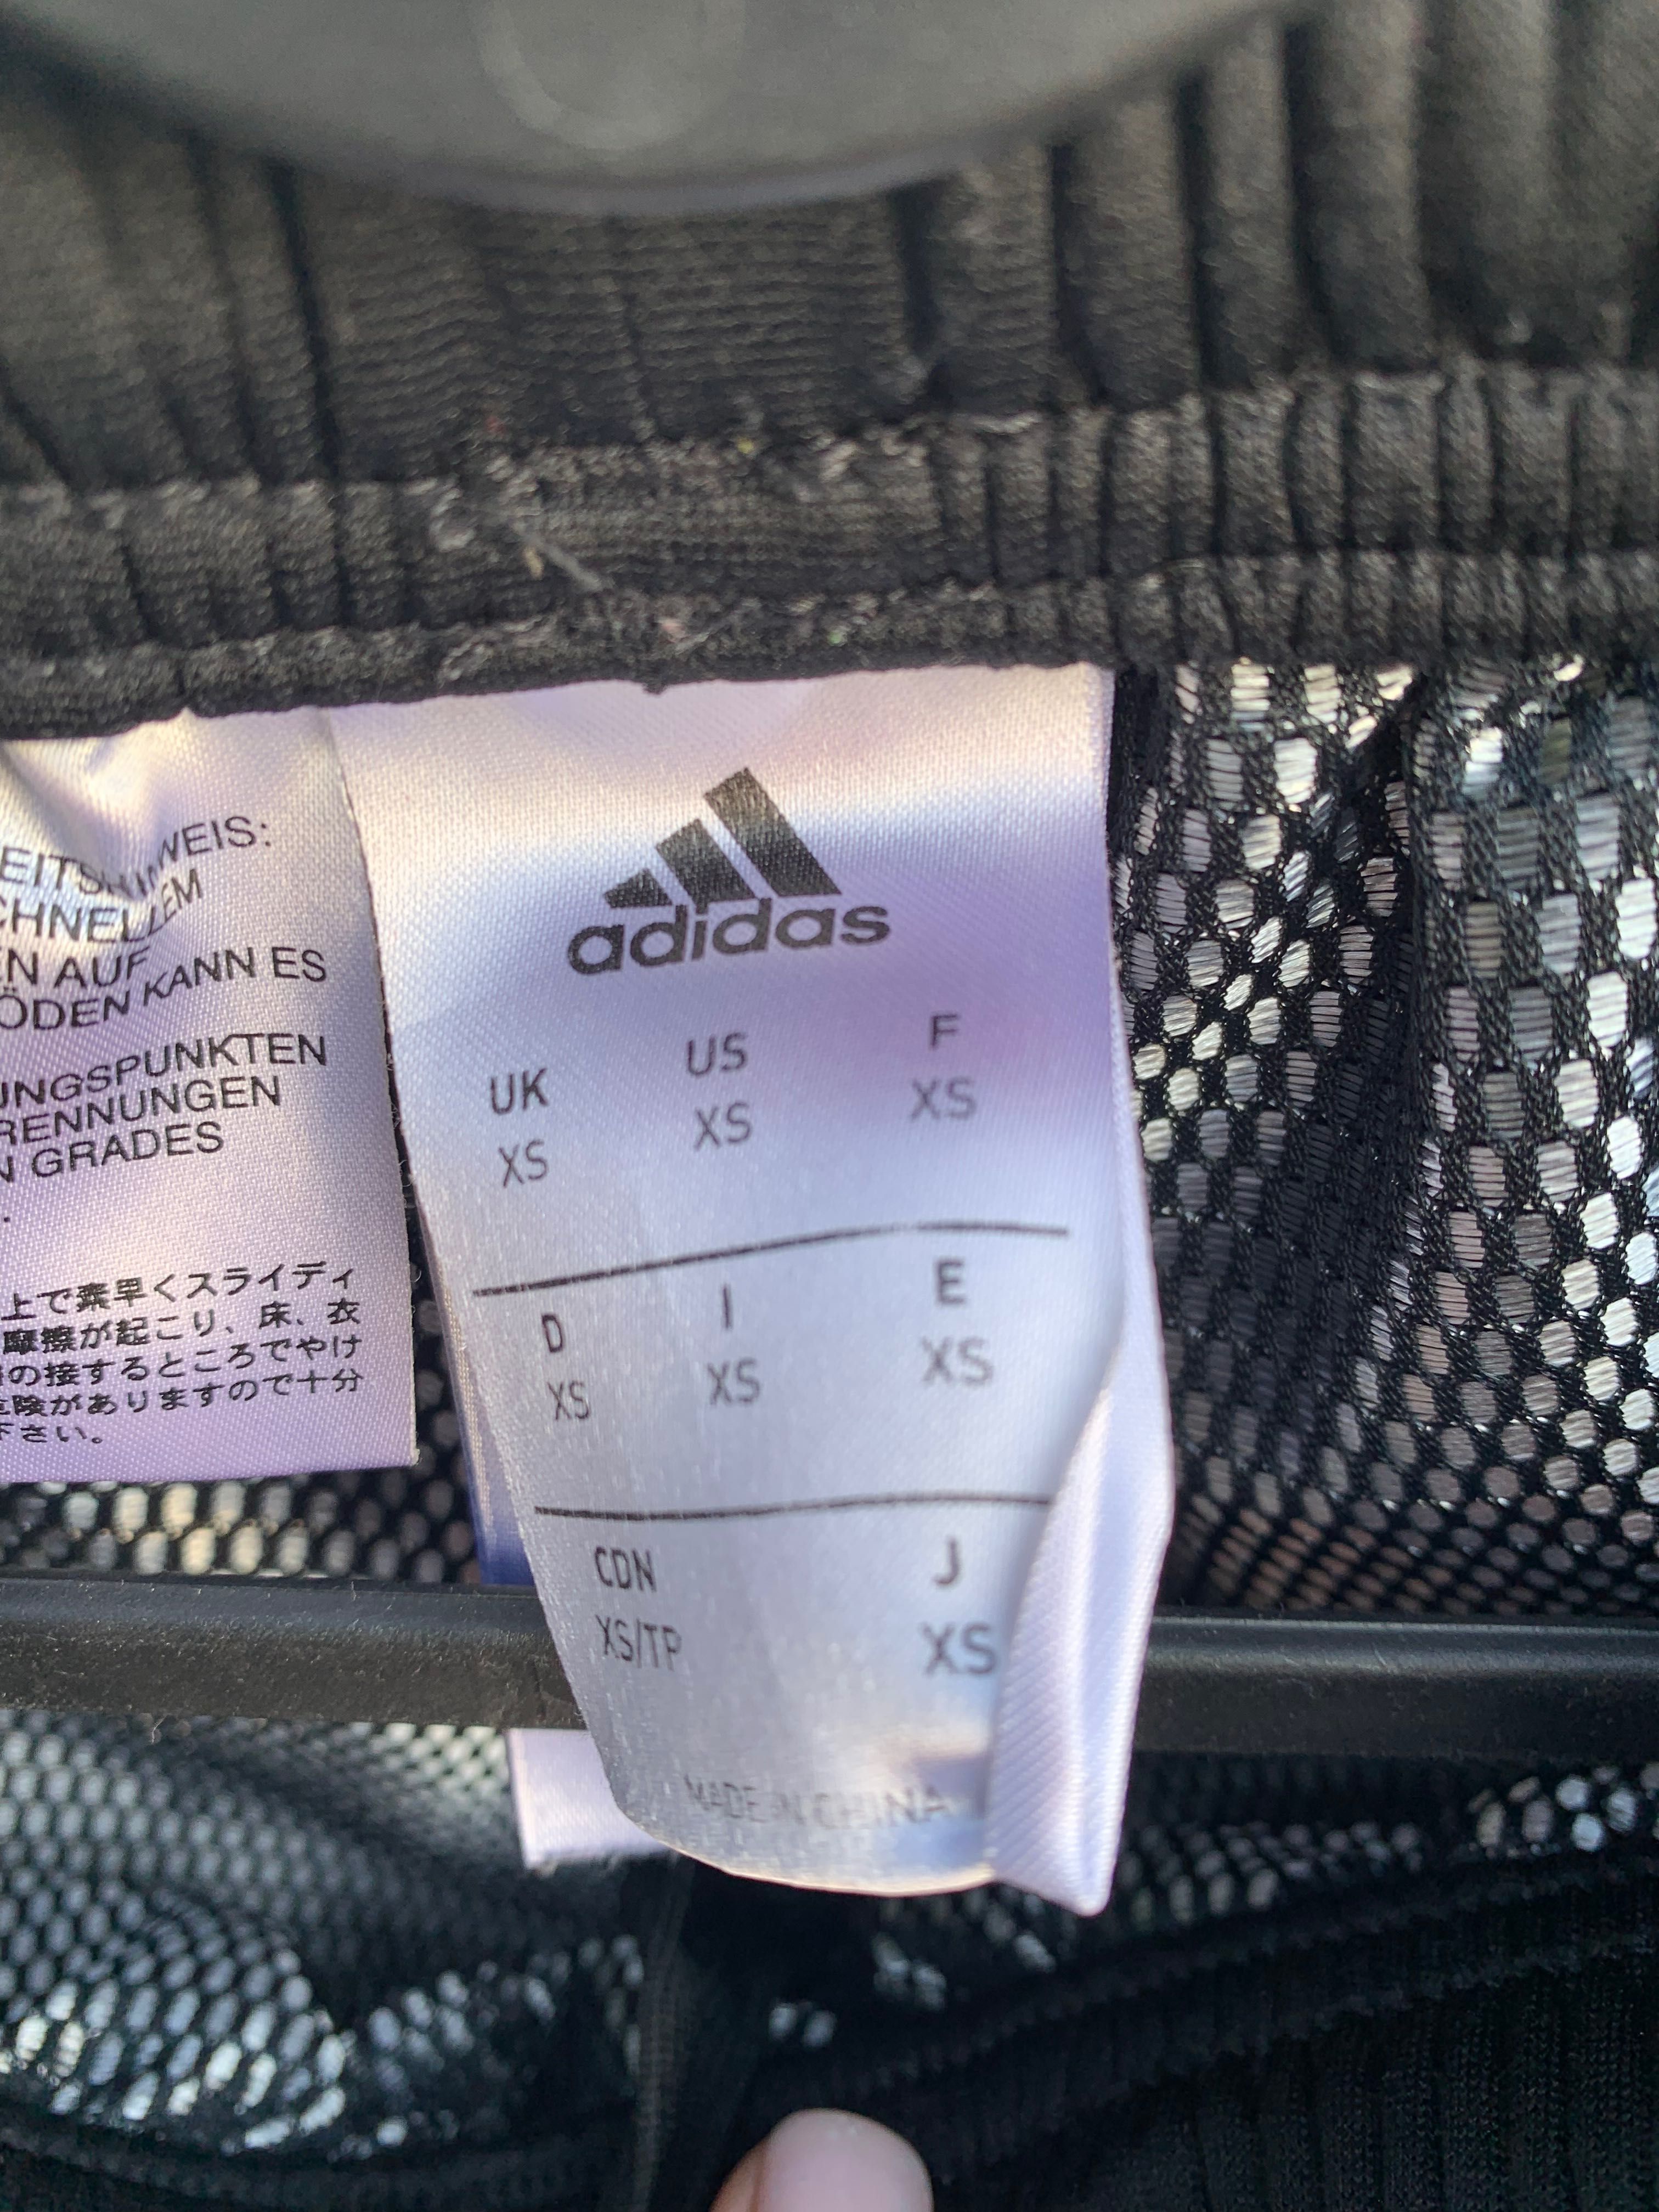 WEIS:
CHNELLEM
N AUF
ÖDEN KANN ES
UNGSPUNKTEN
RENNUNGEN
N GRADES
上で素早くスライディ
摩擦が起こり、床、衣
の接するところでやけ
危険がありますので十分
下さい。
adidas
UK US F
XS XS XS
D I E
XS XS XS
CDN J
XS/TP XS
MADE IN CHINA